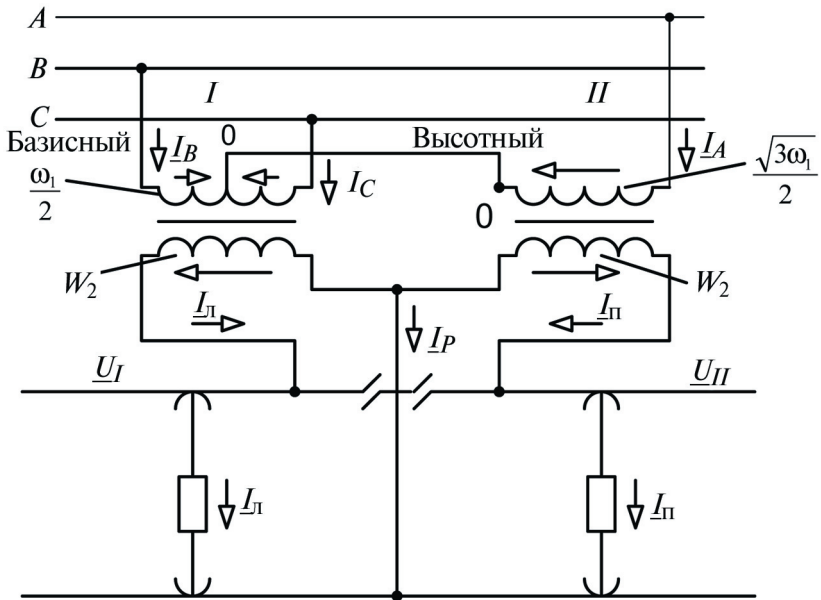 A
B
I II
C
Базисный 0 Высотный
I_B I_A
ω₁/2 I_C √3ω₁/2
0
W₂ W₂
I_л I_п
I_P
U_I U_II
I_л I_п